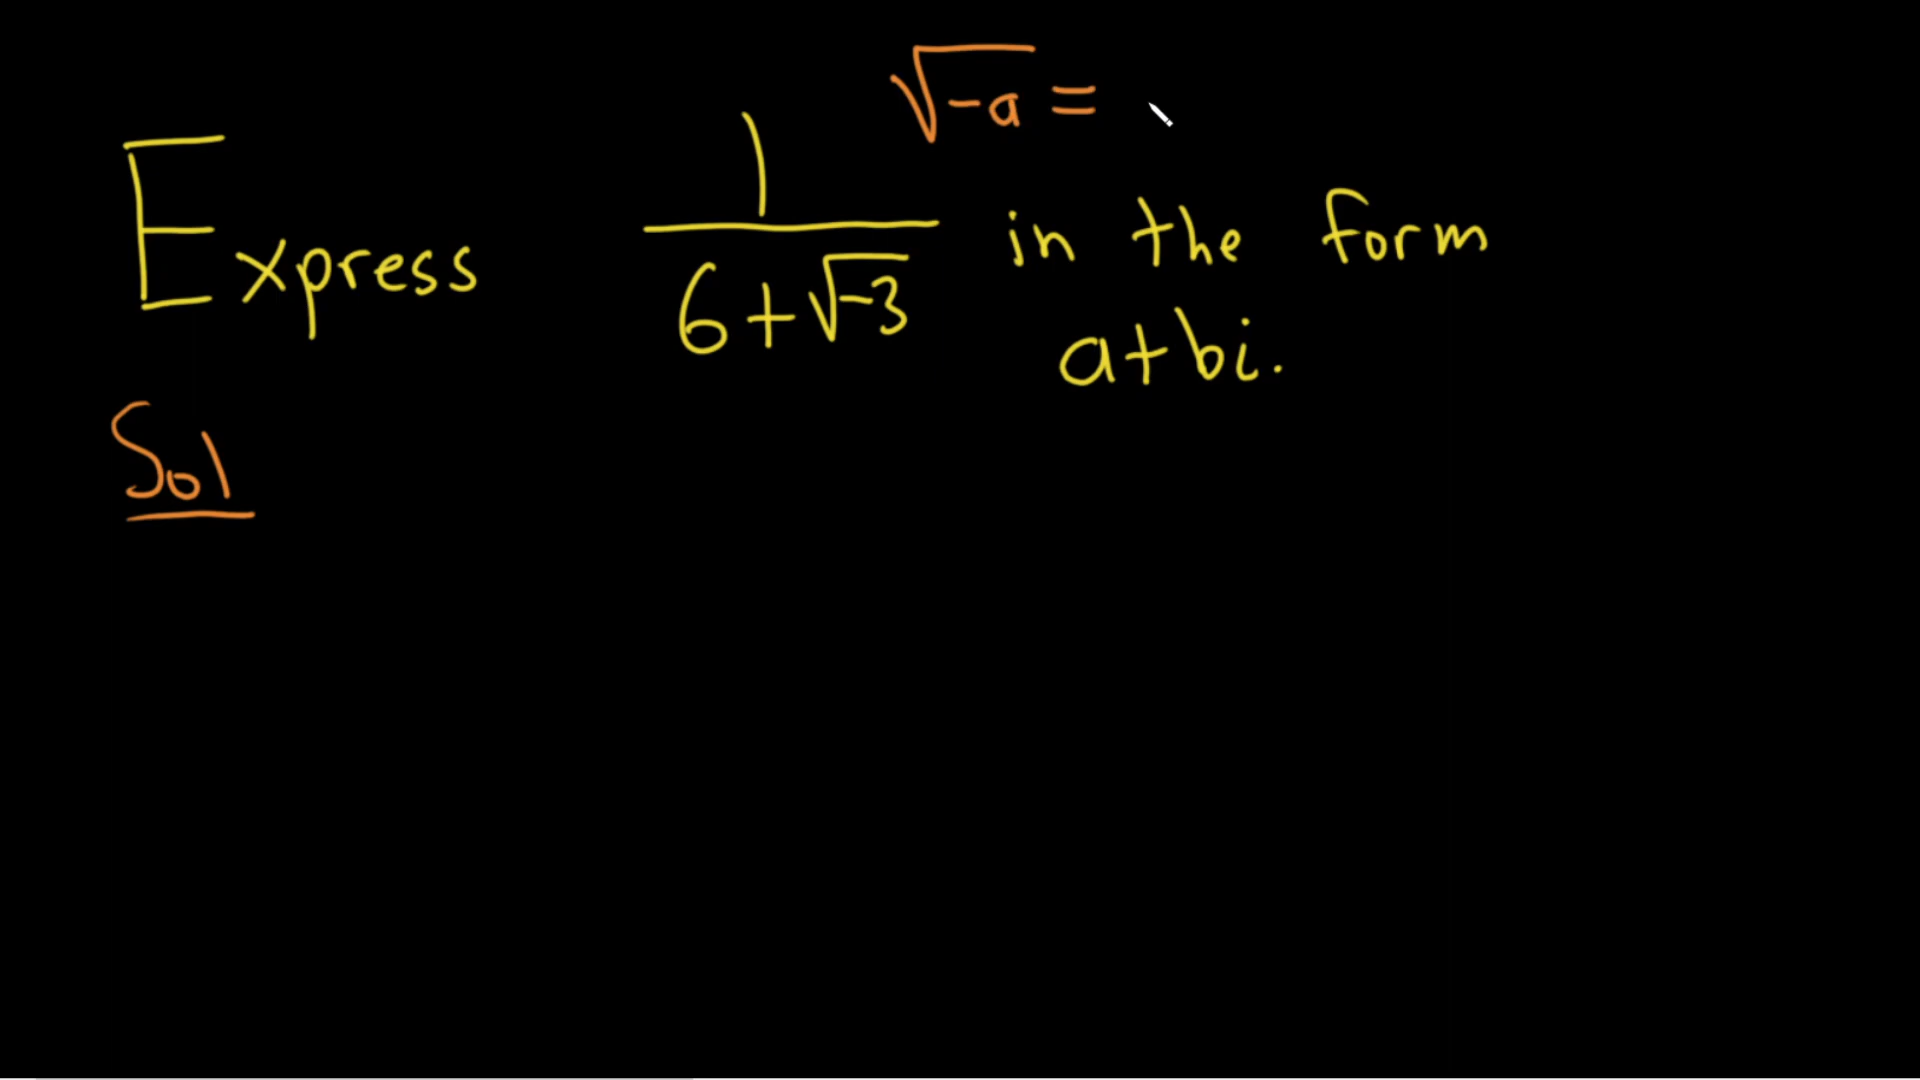 √-a =
Express 1/(6+√-3) in the form
a+bi.
Sol